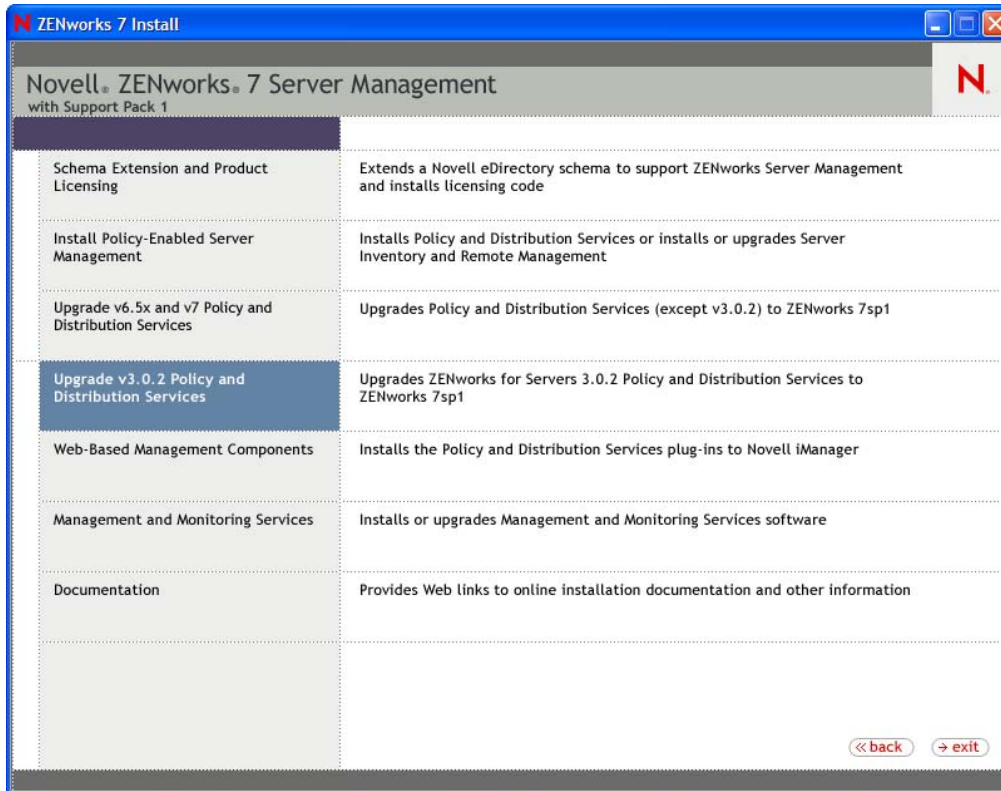 N ZENworks 7 Install
Novell® ZENworks® 7 Server Management
with Support Pack 1
N®
Schema Extension and Product
Licensing
Extends a Novell eDirectory schema to support ZENworks Server Management
and installs licensing code
Install Policy-Enabled Server
Management
Installs Policy and Distribution Services or installs or upgrades Server
Inventory and Remote Management
Upgrade v6.5x and v7 Policy and
Distribution Services
Upgrades Policy and Distribution Services (except v3.0.2) to ZENworks 7sp1
Upgrade v3.0.2 Policy and
Distribution Services
Upgrades ZENworks for Servers 3.0.2 Policy and Distribution Services to
ZENworks 7sp1
Web-Based Management Components
Installs the Policy and Distribution Services plug-ins to Novell iManager
Management and Monitoring Services
Installs or upgrades Management and Monitoring Services software
Documentation
Provides Web links to online installation documentation and other information
« back
→ exit